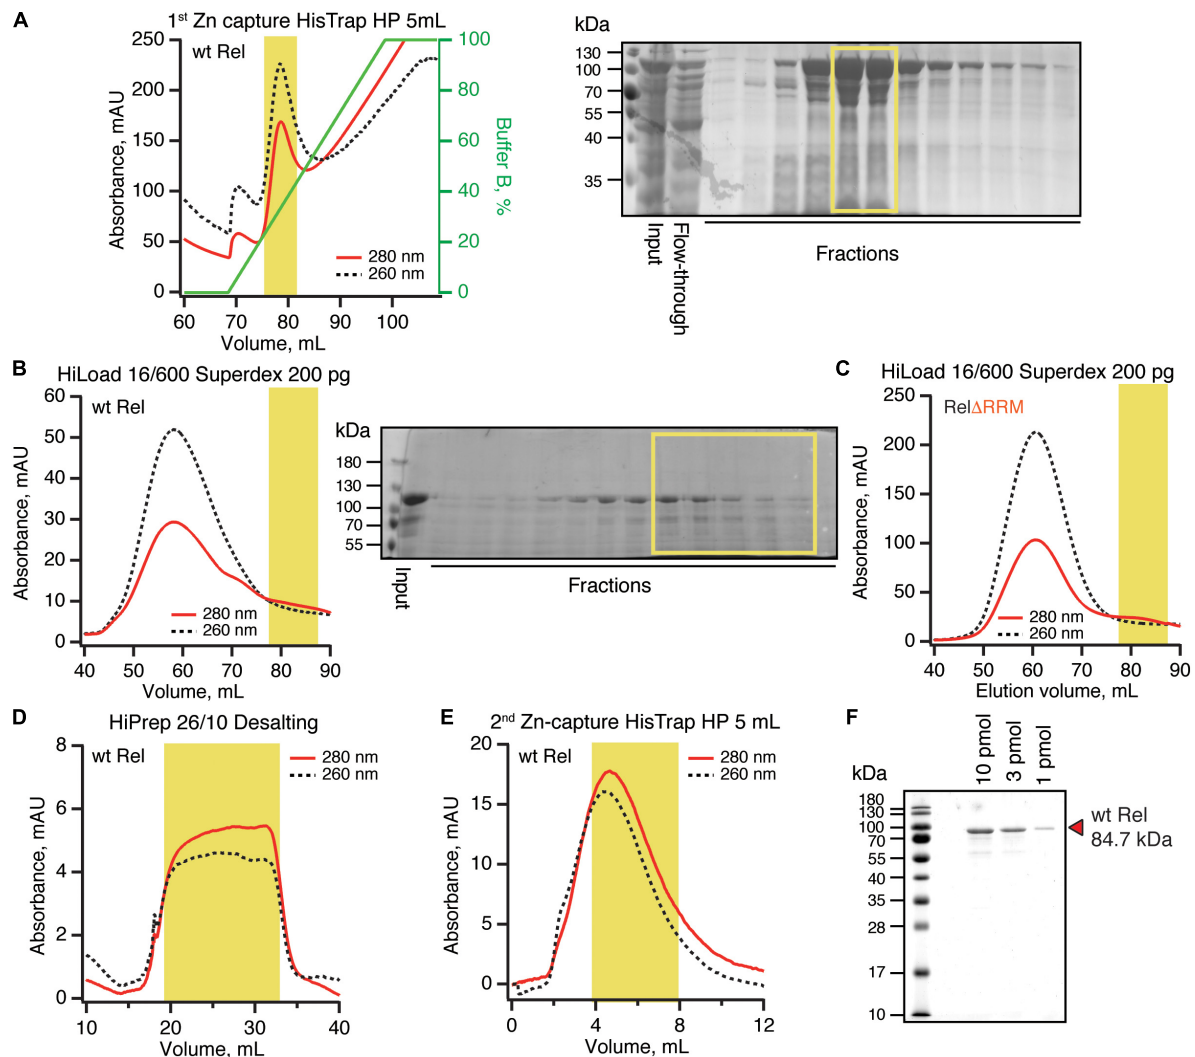 A
1st Zn capture HisTrap HP 5mL
wt Rel
250
200
150
100
50
0
Absorbance, mAU
100
80
60
40
20
0
Buffer B, %
280 nm
260 nm
60 70 80 90 100
Volume, mL
kDa
130
100
70
55
40
35
Input
Flow-through
Fractions
B
HiLoad 16/600 Superdex 200 pg
wt Rel
60
50
40
30
20
10
0
Absorbance, mAU
280 nm
260 nm
40 50 60 70 80 90
Volume, mL
kDa
180
130
100
70
55
Input
Fractions
C
HiLoad 16/600 Superdex 200 pg
RelΔRRM
250
200
150
100
50
0
Absorbance, mAU
280 nm
260 nm
40 50 60 70 80 90
Elution volume, mL
D
HiPrep 26/10 Desalting
wt Rel
8
6
4
2
0
Absorbance, mAU
280 nm
260 nm
10 20 30 40
Volume, mL
E
2nd Zn-capture HisTrap HP 5 mL
wt Rel
20
15
10
5
0
Absorbance, mAU
280 nm
260 nm
0 4 8 12
Volume, mL
F
10 pmol
3 pmol
1 pmol
kDa
180
130
100
70
55
40
35
28
17
10
wt Rel
84.7 kDa